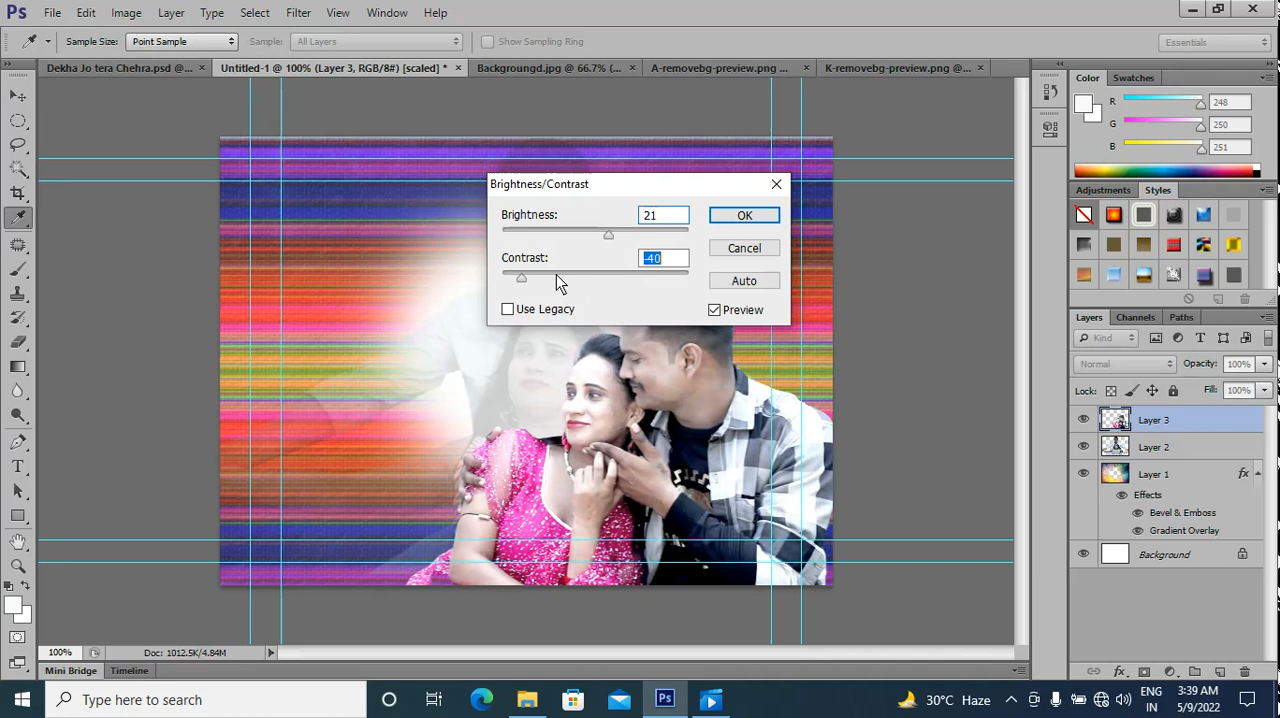 Ps File Edit Image Layer Type Select Filter View Window Help
Sample Size: Point Sample Sample: All Layers Show Sampling Ring Essentials
Dekha Jo tera Chehra.psd @... × Untitled-1 @ 100% (Layer 3, RGB/8#) [scaled] * × Backgroungd.jpg @ 66.7% (... × A-removebg-preview.png ... × K-removebg-preview.png @... ×
Color Swatches
R 248
G 250
B 251
Adjustments Styles
Brightness/Contrast
Brightness: 21 OK
Cancel
Contrast: -40
Auto
Use Legacy Preview
Layers Channels Paths
Kind
Normal Opacity: 100%
Lock: Fill: 100%
Layer 3
Layer 2
Layer 1 fx
Effects
Bevel & Emboss
Gradient Overlay
Background
100% Doc: 1012.5K/4.84M
Mini Bridge Timeline
Type here to search
Ps
30°C Haze
ENG
IN
3:39 AM
5/9/2022